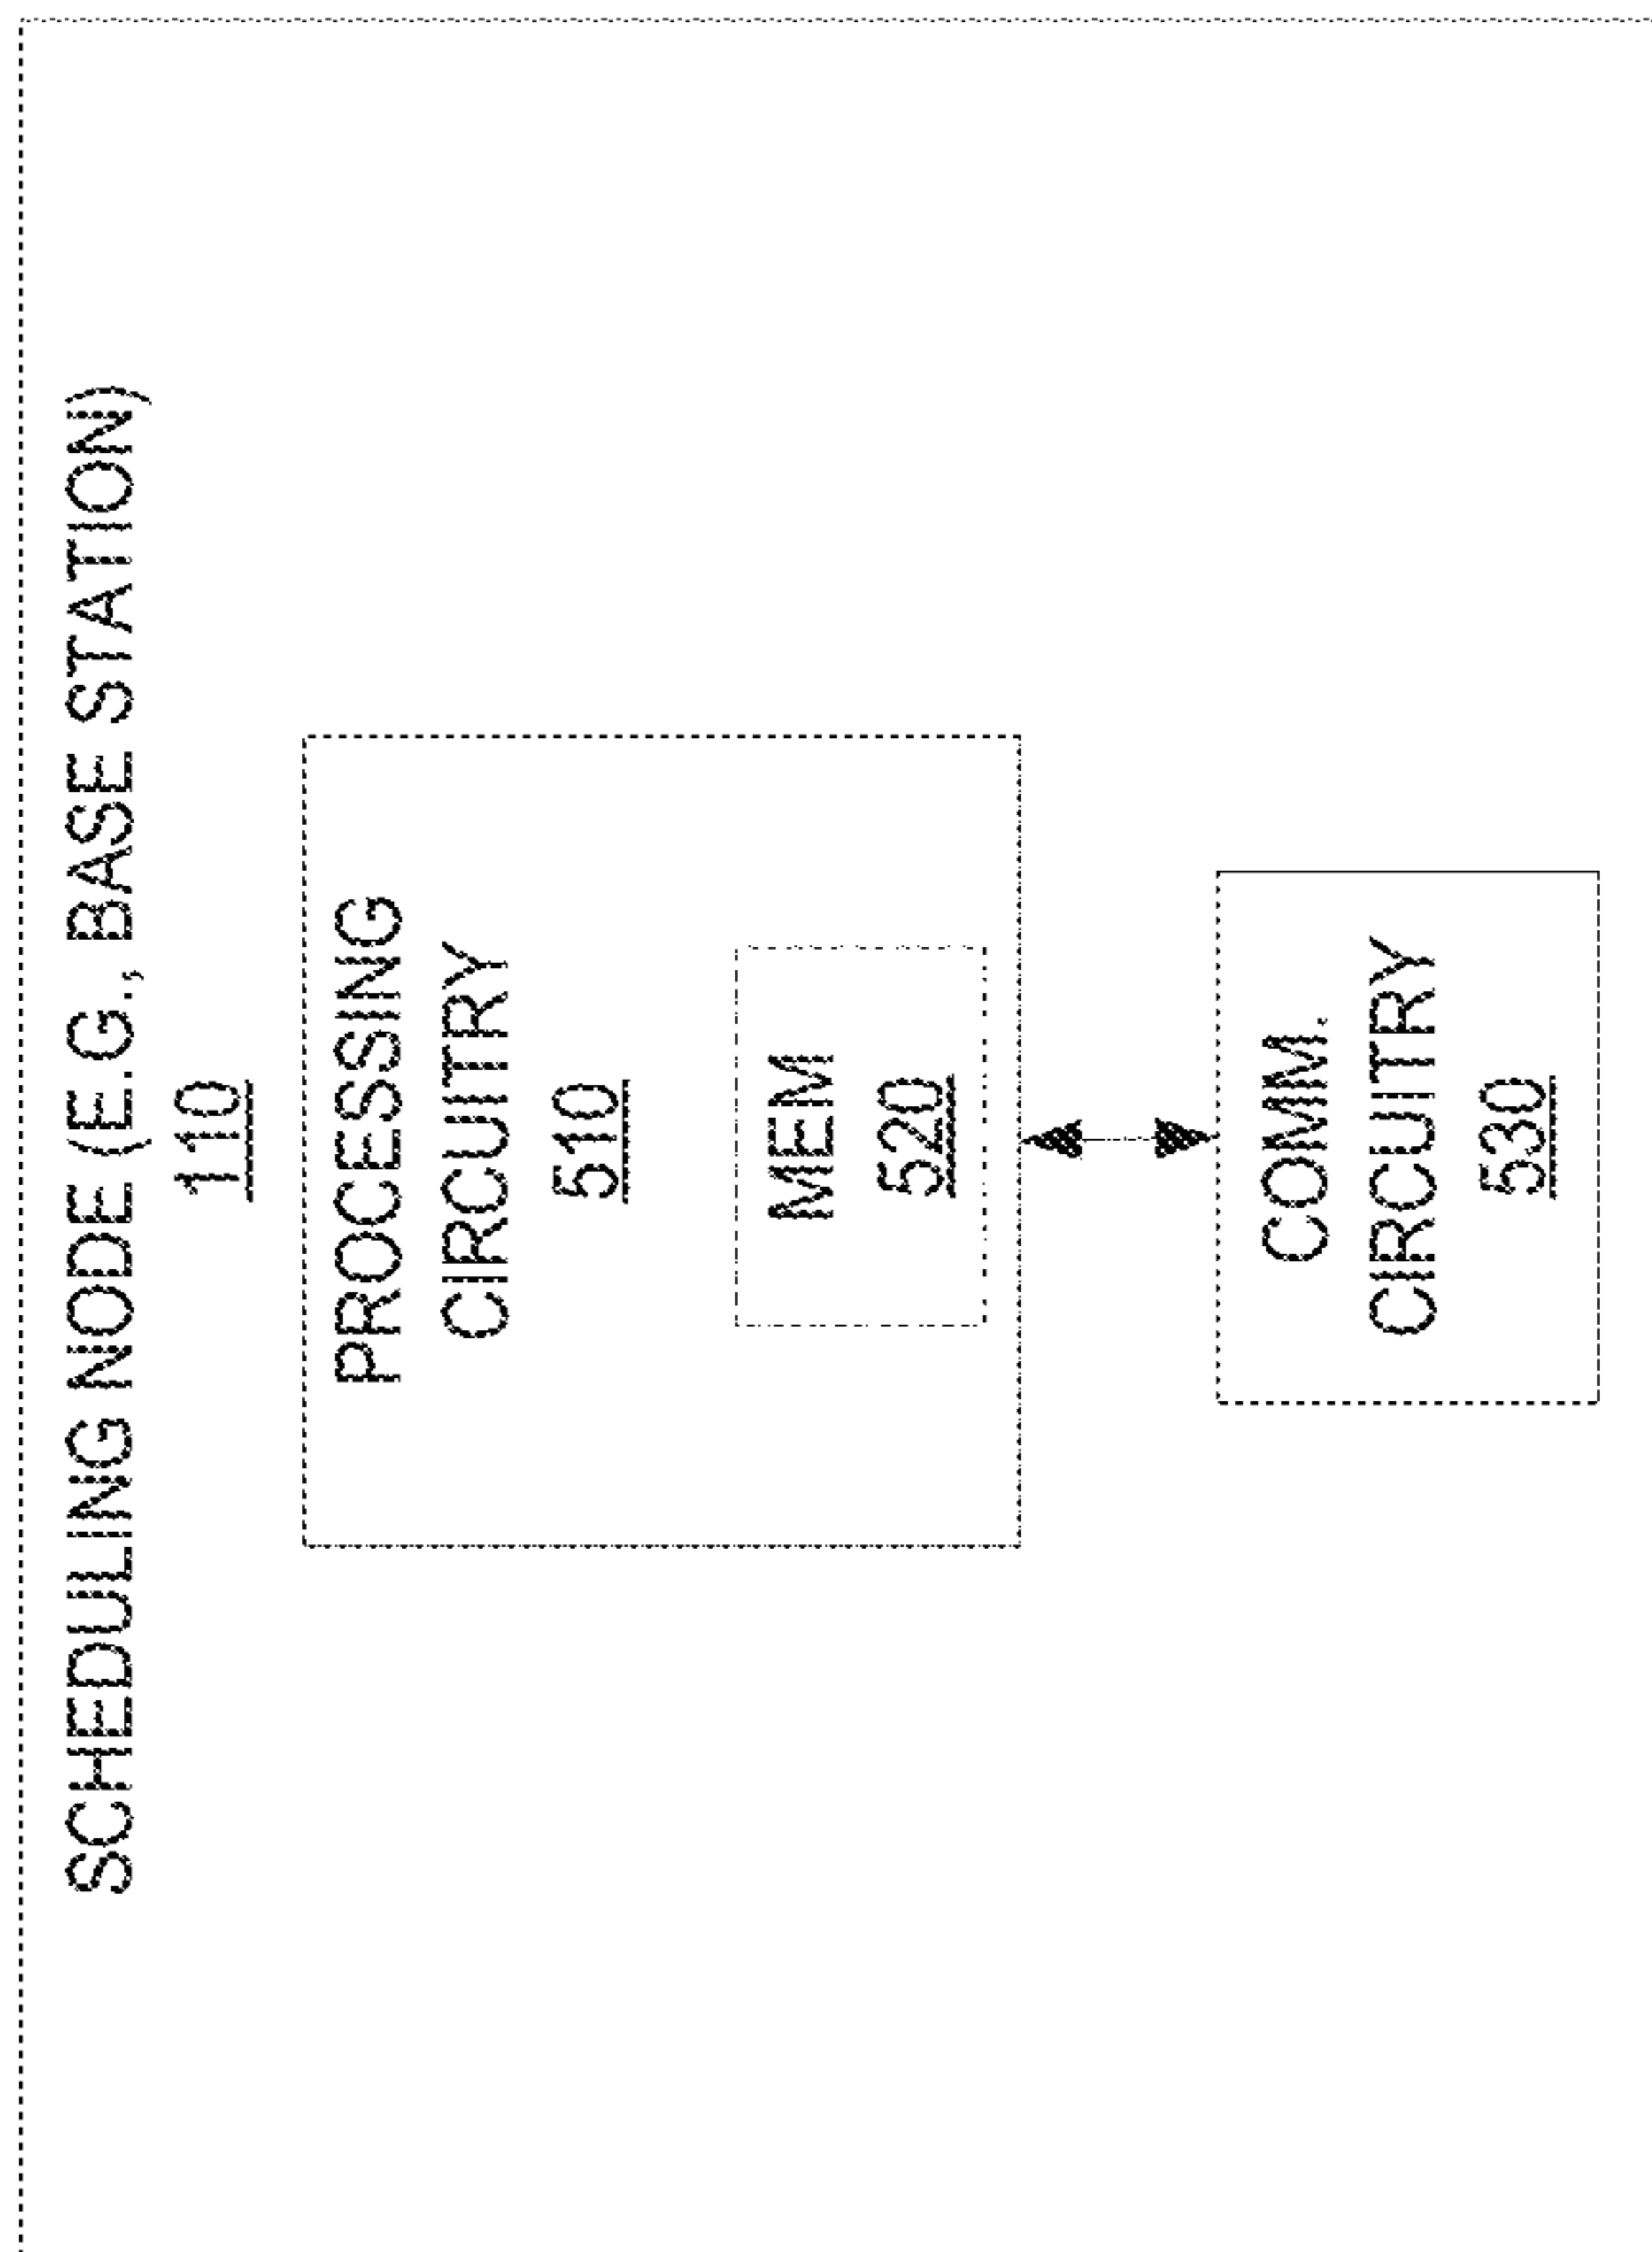 SCHEDULING NODE (E.G., BASE STATION)
110
PROCESSING
CIRCUITRY
510
MEM
520
COMM.
CIRCUITRY
530